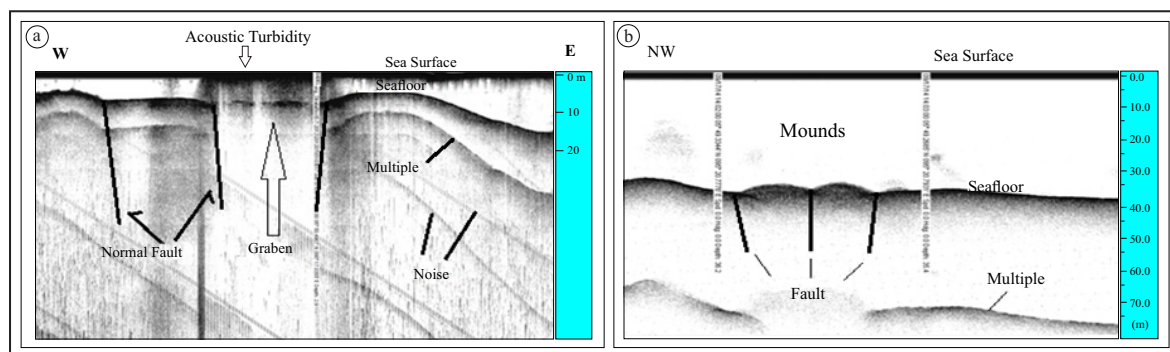 a
W
Acoustic Turbidity
E
Sea Surface
Seafloor
0 m
10
20
Multiple
Normal Fault
Graben
Noise
b
NW
Sea Surface
0.0
10.0
20.0
30.0
40.0
50.0
60.0
70.0
(m)
Mounds
Seafloor
Fault
Multiple